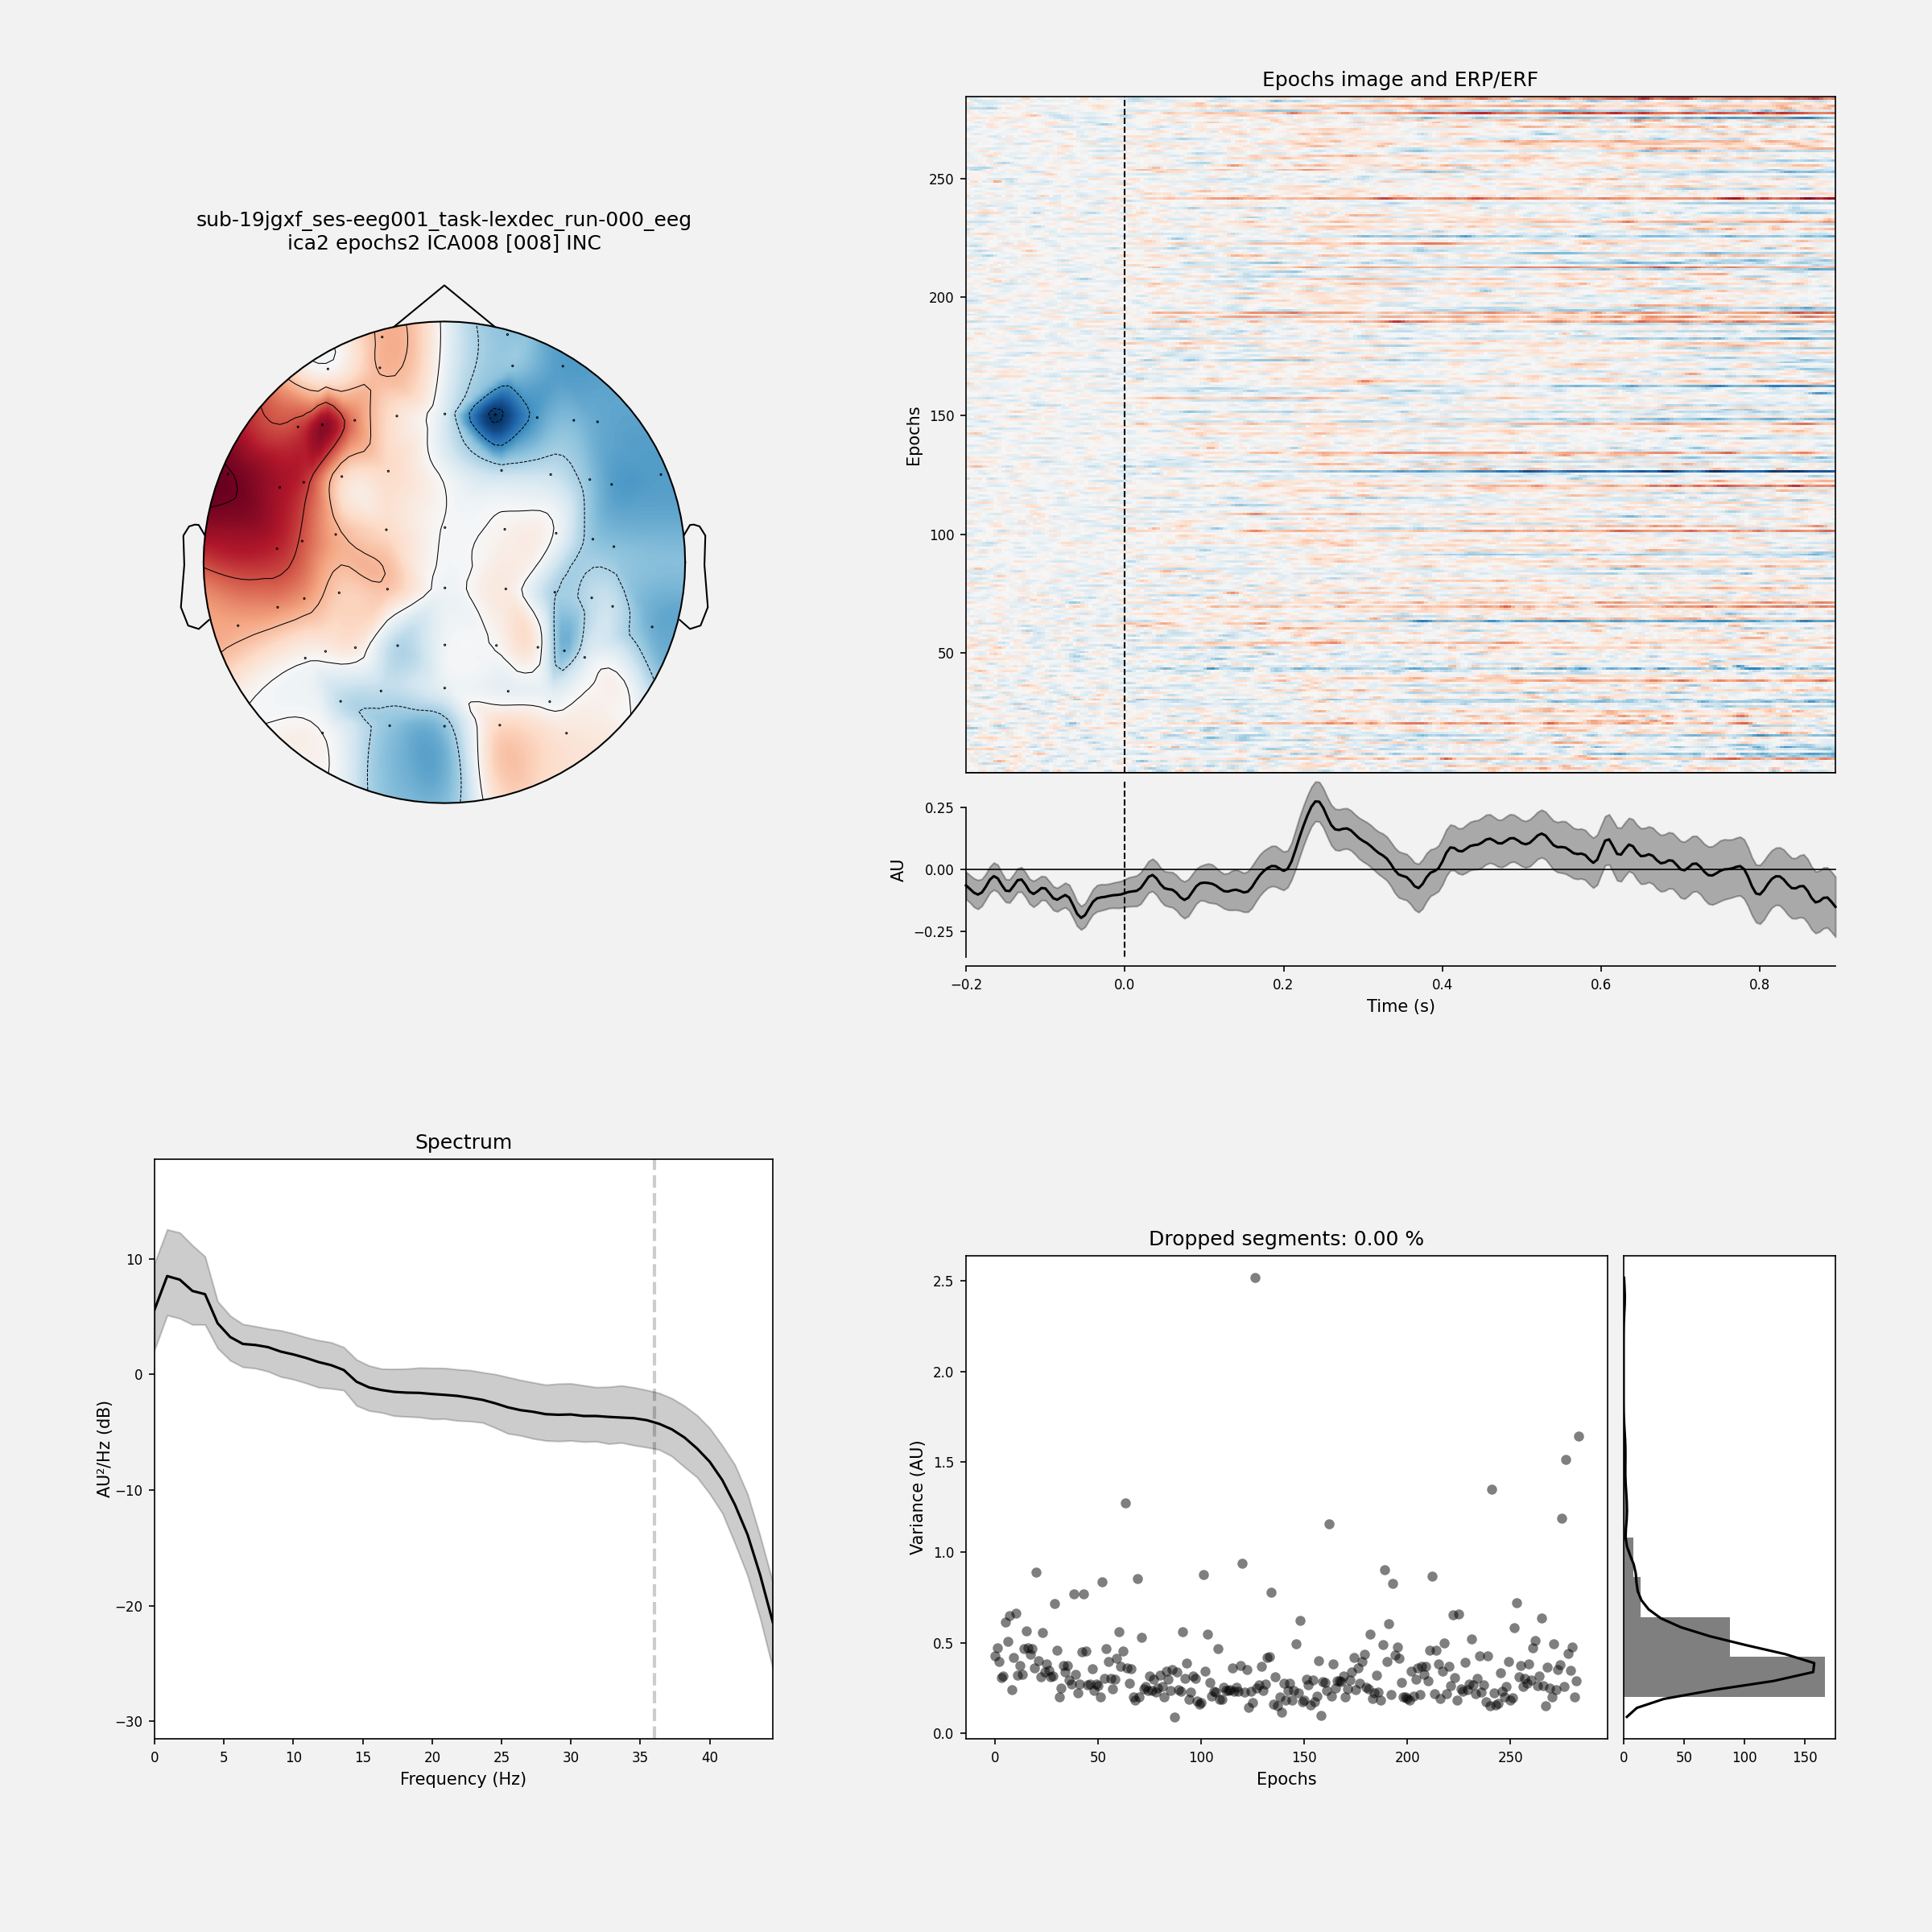 sub-19jgxf_ses-eeg001_task-lexdec_run-000_eeg
ica2 epochs2 ICA008 [008] INC
Epochs image and ERP/ERF
Epochs
250
200
150
100
50
AU
0.25
0.00
−0.25
−0.2 0.0 0.2 0.4 0.6 0.8
Time (s)
Spectrum
AU²/Hz (dB)
10
0
−10
−20
−30
0 5 10 15 20 25 30 35 40
Frequency (Hz)
Dropped segments: 0.00 %
Variance (AU)
2.5
2.0
1.5
1.0
0.5
0.0
0 50 100 150 200 250
Epochs
0 50 100 150